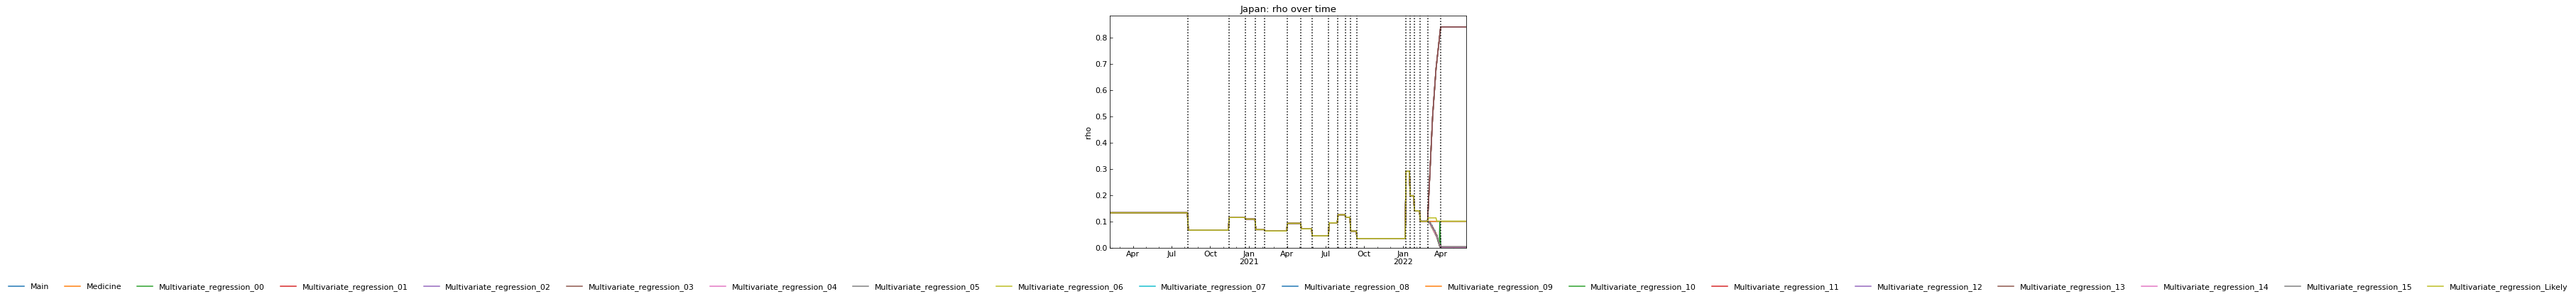 Japan: rho over time
rho
0.8
0.7
0.6
0.5
0.4
0.3
0.2
0.1
0.0
Apr Jul Oct Jan Apr Jul Oct Jan Apr
2021 2022
Main Medicine Multivariate_regression_00 Multivariate_regression_01 Multivariate_regression_02 Multivariate_regression_03 Multivariate_regression_04 Multivariate_regression_05 Multivariate_regression_06 Multivariate_regression_07 Multivariate_regression_08 Multivariate_regression_09 Multivariate_regression_10 Multivariate_regression_11 Multivariate_regression_12 Multivariate_regression_13 Multivariate_regression_14 Multivariate_regression_15 Multivariate_regression_Likely